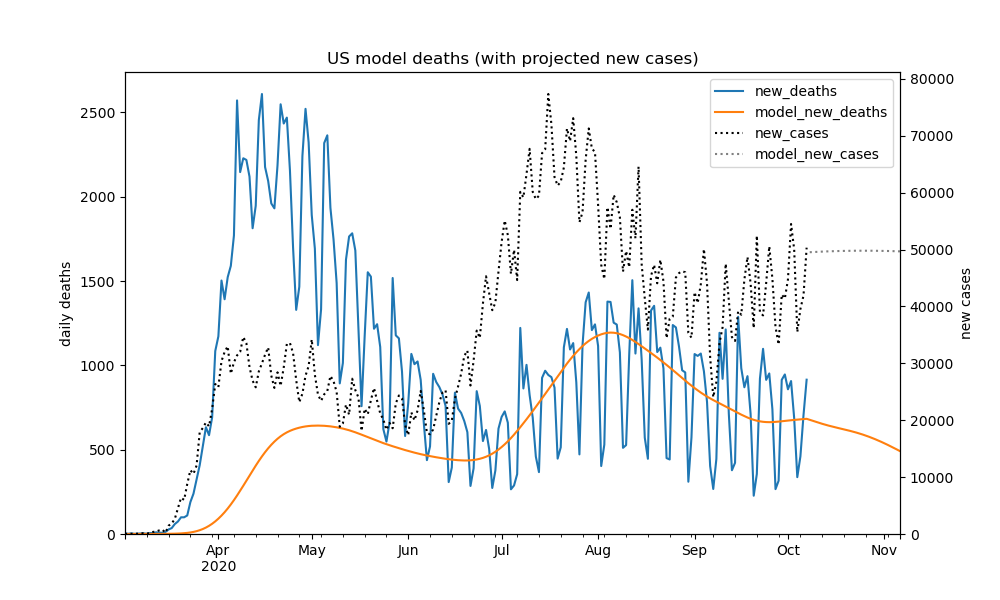 US model deaths (with projected new cases)
new_deaths
model_new_deaths
new_cases
model_new_cases
daily deaths
2500
2000
1500
1000
500
0
80000
70000
60000
50000
40000
30000
20000
10000
0
new cases
Apr
2020
May
Jun
Jul
Aug
Sep
Oct
Nov